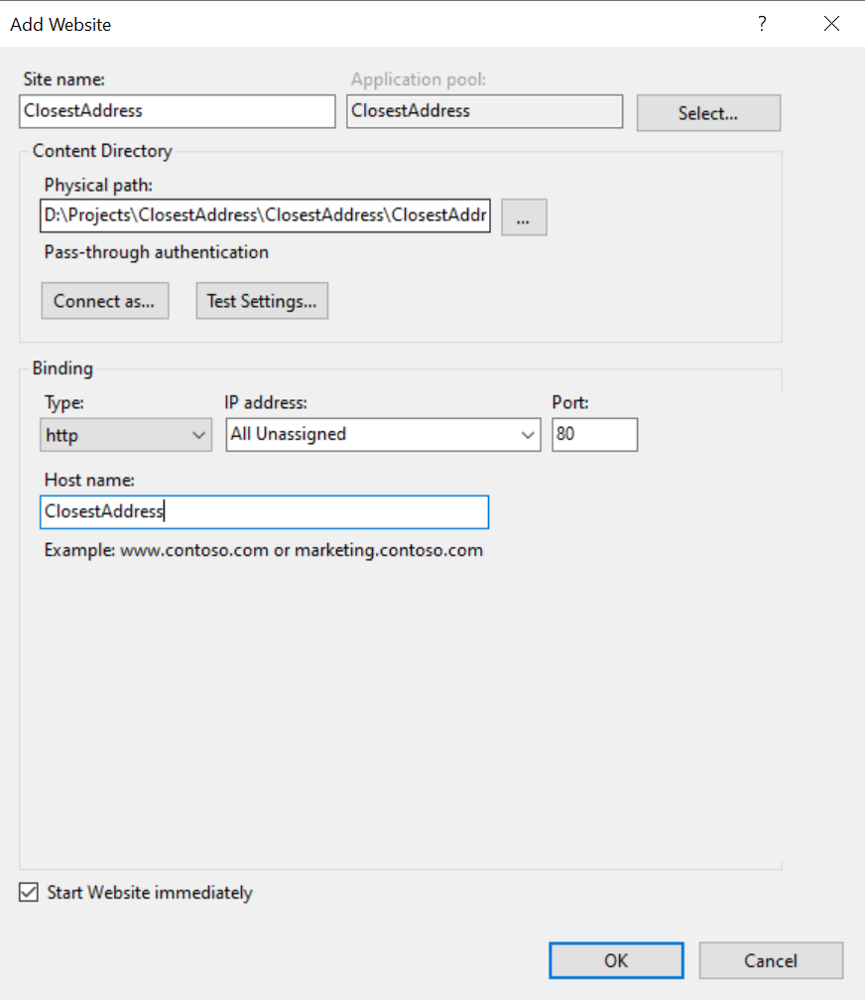 Add Website ?
Site name: Application pool:
ClosestAddress ClosestAddress Select...
Content Directory
Physical path:
D:\Projects\ClosestAddress\ClosestAddress\ClosestAddr ...
Pass-through authentication
Connect as... Test Settings...
Binding
Type: IP address: Port:
http All Unassigned 80
Host name:
ClosestAddress
Example: www.contoso.com or marketing.contoso.com
Start Website immediately
OK Cancel